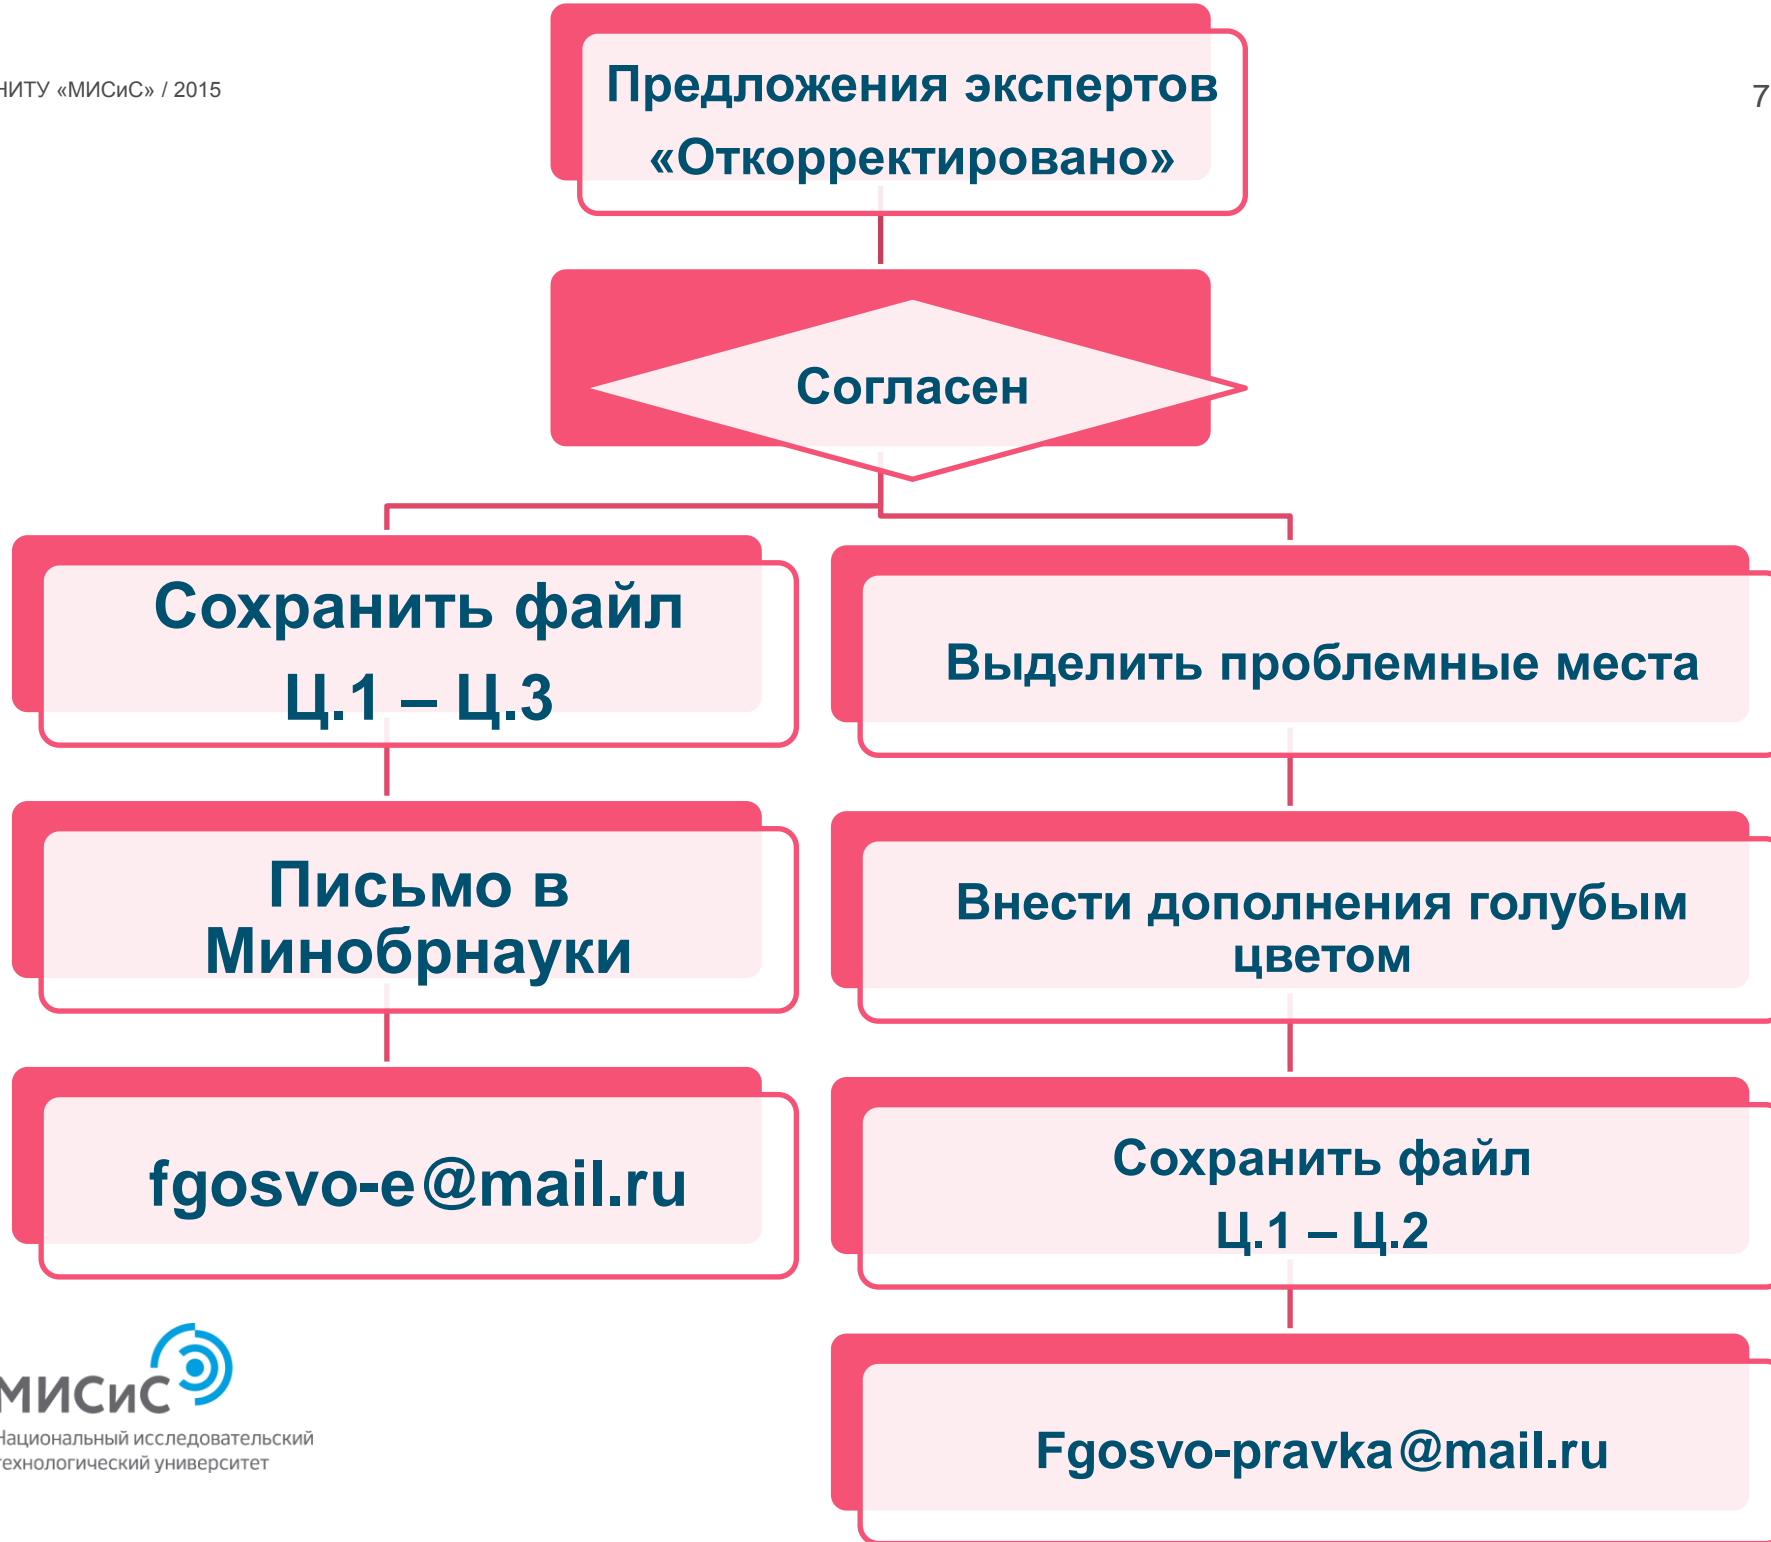 НИТУ «МИСиС» / 2015
7
Предложения экспертов
«Откорректировано»
Согласен
Сохранить файл
Ц.1 – Ц.3
Письмо в
Минобрнауки
fgosvo-e@mail.ru
Выделить проблемные места
Внести дополнения голубым
цветом
Сохранить файл
Ц.1 – Ц.2
Fgosvo-pravka@mail.ru
МИСиС
Национальный исследовательский
технологический университет